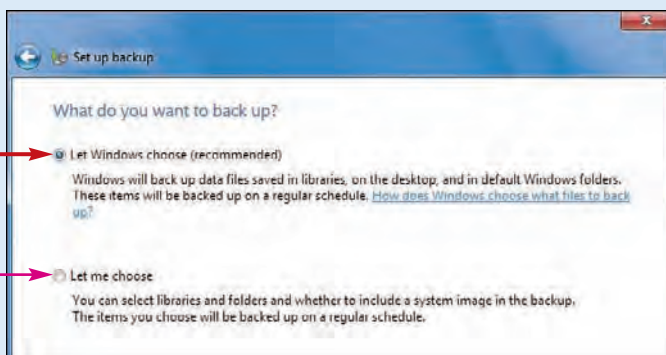 Set up backup
What do you want to back up?
Let Windows choose (recommended)
Windows will back up data files saved in libraries, on the desktop, and in default Windows folders.
These items will be backed up on a regular schedule. How does Windows choose what files to back
up?
Let me choose
You can select libraries and folders and whether to include a system image in the backup.
The items you choose will be backed up on a regular schedule.